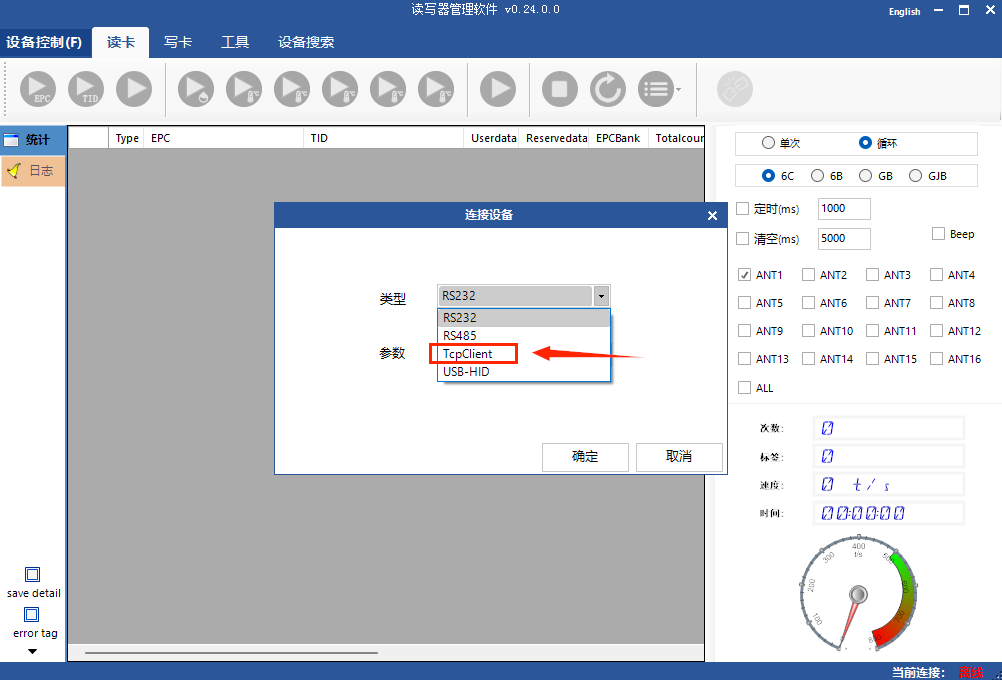 读写器管理软件 v0.24.0.0
English
设备控制(F) 读卡 写卡 工具 设备搜索
EPC TID
统计
日志
Type EPC TID Userdata Reservedata EPCBank Totalcour
单次 循环
6C 6B GB GJB
定时(ms) 1000
清空(ms) 5000 Beep
ANT1 ANT2 ANT3 ANT4
ANT5 ANT6 ANT7 ANT8
ANT9 ANT10 ANT11 ANT12
ANT13 ANT14 ANT15 ANT16
ALL
连接设备
类型 RS232
RS232
RS485
参数
TcpClient
USB-HID
确定 取消
次数: 0
标签: 0
速度: 0 t/s
时间: 00:00:00
400
t/s
300
200
100
save detail
error tag
当前连接: